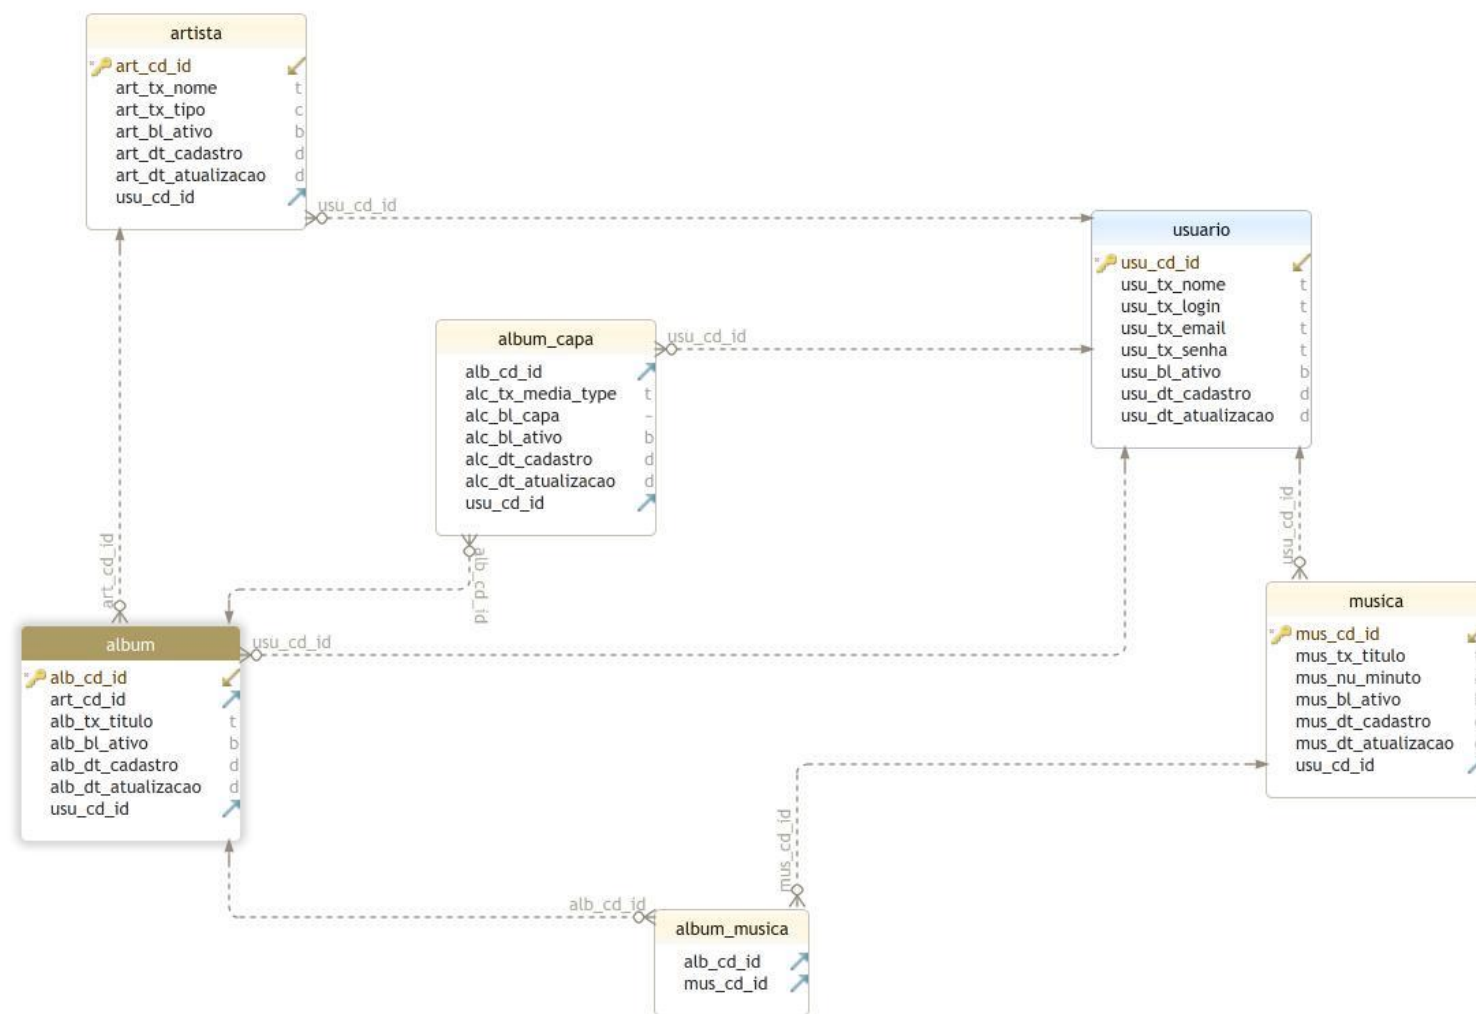 artista
art_cd_id
art_tx_nome t
art_tx_tipo c
art_bl_ativo b
art_dt_cadastro d
art_dt_atualizacao d
usu_cd_id
usu_cd_id
usuario
usu_cd_id
usu_tx_nome t
usu_tx_login t
usu_tx_email t
usu_tx_senha t
usu_bl_ativo b
usu_dt_cadastro d
usu_dt_atualizacao d
album_capa
alb_cd_id
alc_tx_media_type t
alc_bl_capa -
alc_bl_ativo b
alc_dt_cadastro d
alc_dt_atualizacao d
usu_cd_id
usu_cd_id
art_cd_id
alb_cd_id
usu_cd_id
usu_cd_id
album
alb_cd_id
art_cd_id
alb_tx_titulo t
alb_bl_ativo b
alb_dt_cadastro d
alb_dt_atualizacao d
usu_cd_id
musica
mus_cd_id
mus_tx_titulo
mus_nu_minuto
mus_bl_ativo
mus_dt_cadastro
mus_dt_atualizacao
usu_cd_id
mus_cd_id
alb_cd_id
album_musica
alb_cd_id
mus_cd_id